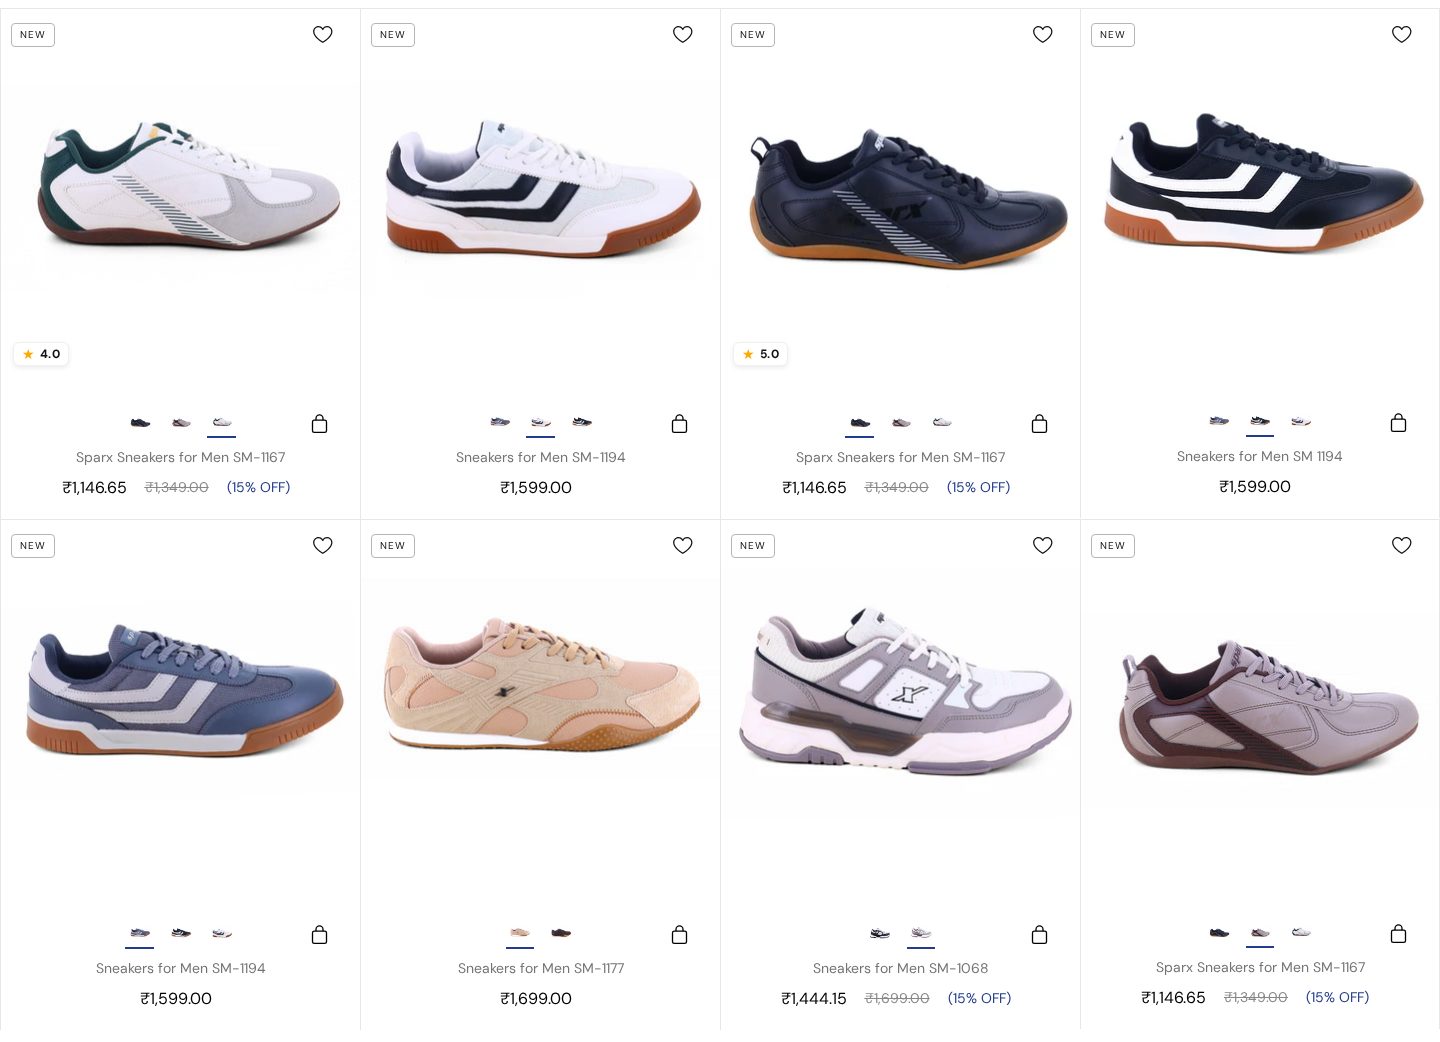 NEW
NEW
NEW
NEW
★ 4.0
★ 5.0
Sparx Sneakers for Men SM-1167
₹1,146.65 ₹1,349.00 (15% OFF)
Sneakers for Men SM-1194
₹1,599.00
Sparx Sneakers for Men SM-1167
₹1,146.65 ₹1,349.00 (15% OFF)
Sneakers for Men SM 1194
₹1,599.00
NEW
NEW
NEW
NEW
Sneakers for Men SM-1194
₹1,599.00
Sneakers for Men SM-1177
₹1,699.00
Sneakers for Men SM-1068
₹1,444.15 ₹1,699.00 (15% OFF)
Sparx Sneakers for Men SM-1167
₹1,146.65 ₹1,349.00 (15% OFF)